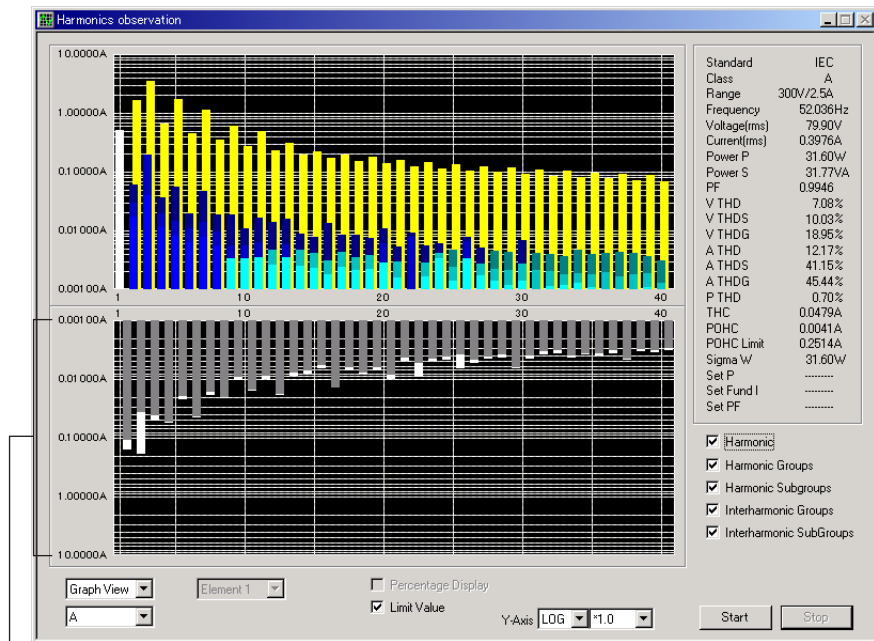 Harmonics observation
10.0000A
1.00000A
0.10000A
0.01000A
0.00100A
1 10 20 30 40
1 10 20 30 40
0.00100A
0.01000A
0.10000A
1.00000A
10.0000A
Standard IEC
Class A
Range 300V/2.5A
Frequency 52.036Hz
Voltage(rms) 79.90V
Current(rms) 0.3976A
Power P 31.60W
Power S 31.77VA
PF 0.9946
V THD 7.08%
V THDS 10.03%
V THDG 18.95%
A THD 12.17%
A THDS 41.15%
A THDG 45.44%
P THD 0.70%
THC 0.0479A
POHC 0.0041A
POHC Limit 0.2514A
Sigma W 31.60W
Set P ---------
Set Fund I ---------
Set PF ---------
Harmonic
Harmonic Groups
Harmonic Subgroups
Interharmonic Groups
Interharmonic SubGroups
Graph View
Element 1
Percentage Display
A
Limit Value
Y-Axis LOG *1.0
Start
Stop